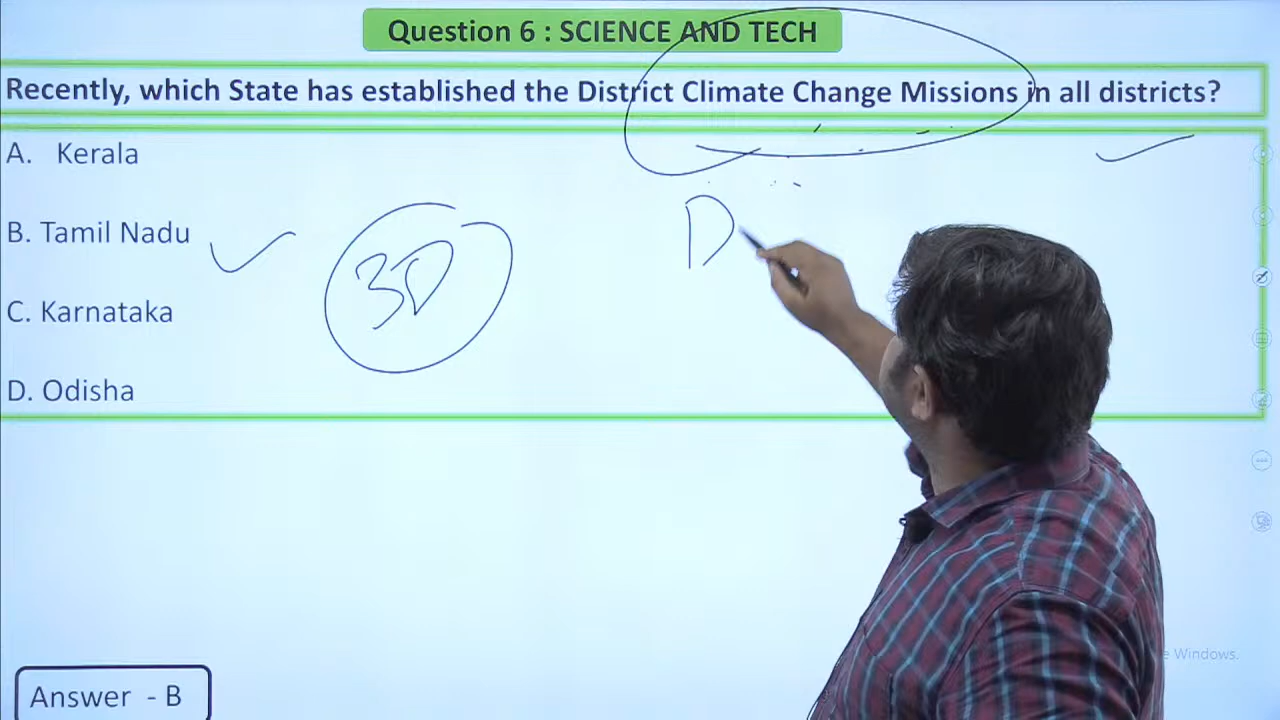 Question 6 : SCIENCE AND TECH
Recently, which State has established the District Climate Change Missions in all districts?
A. Kerala
B. Tamil Nadu
3D
D
C. Karnataka
D. Odisha
e Windows.
Answer - B